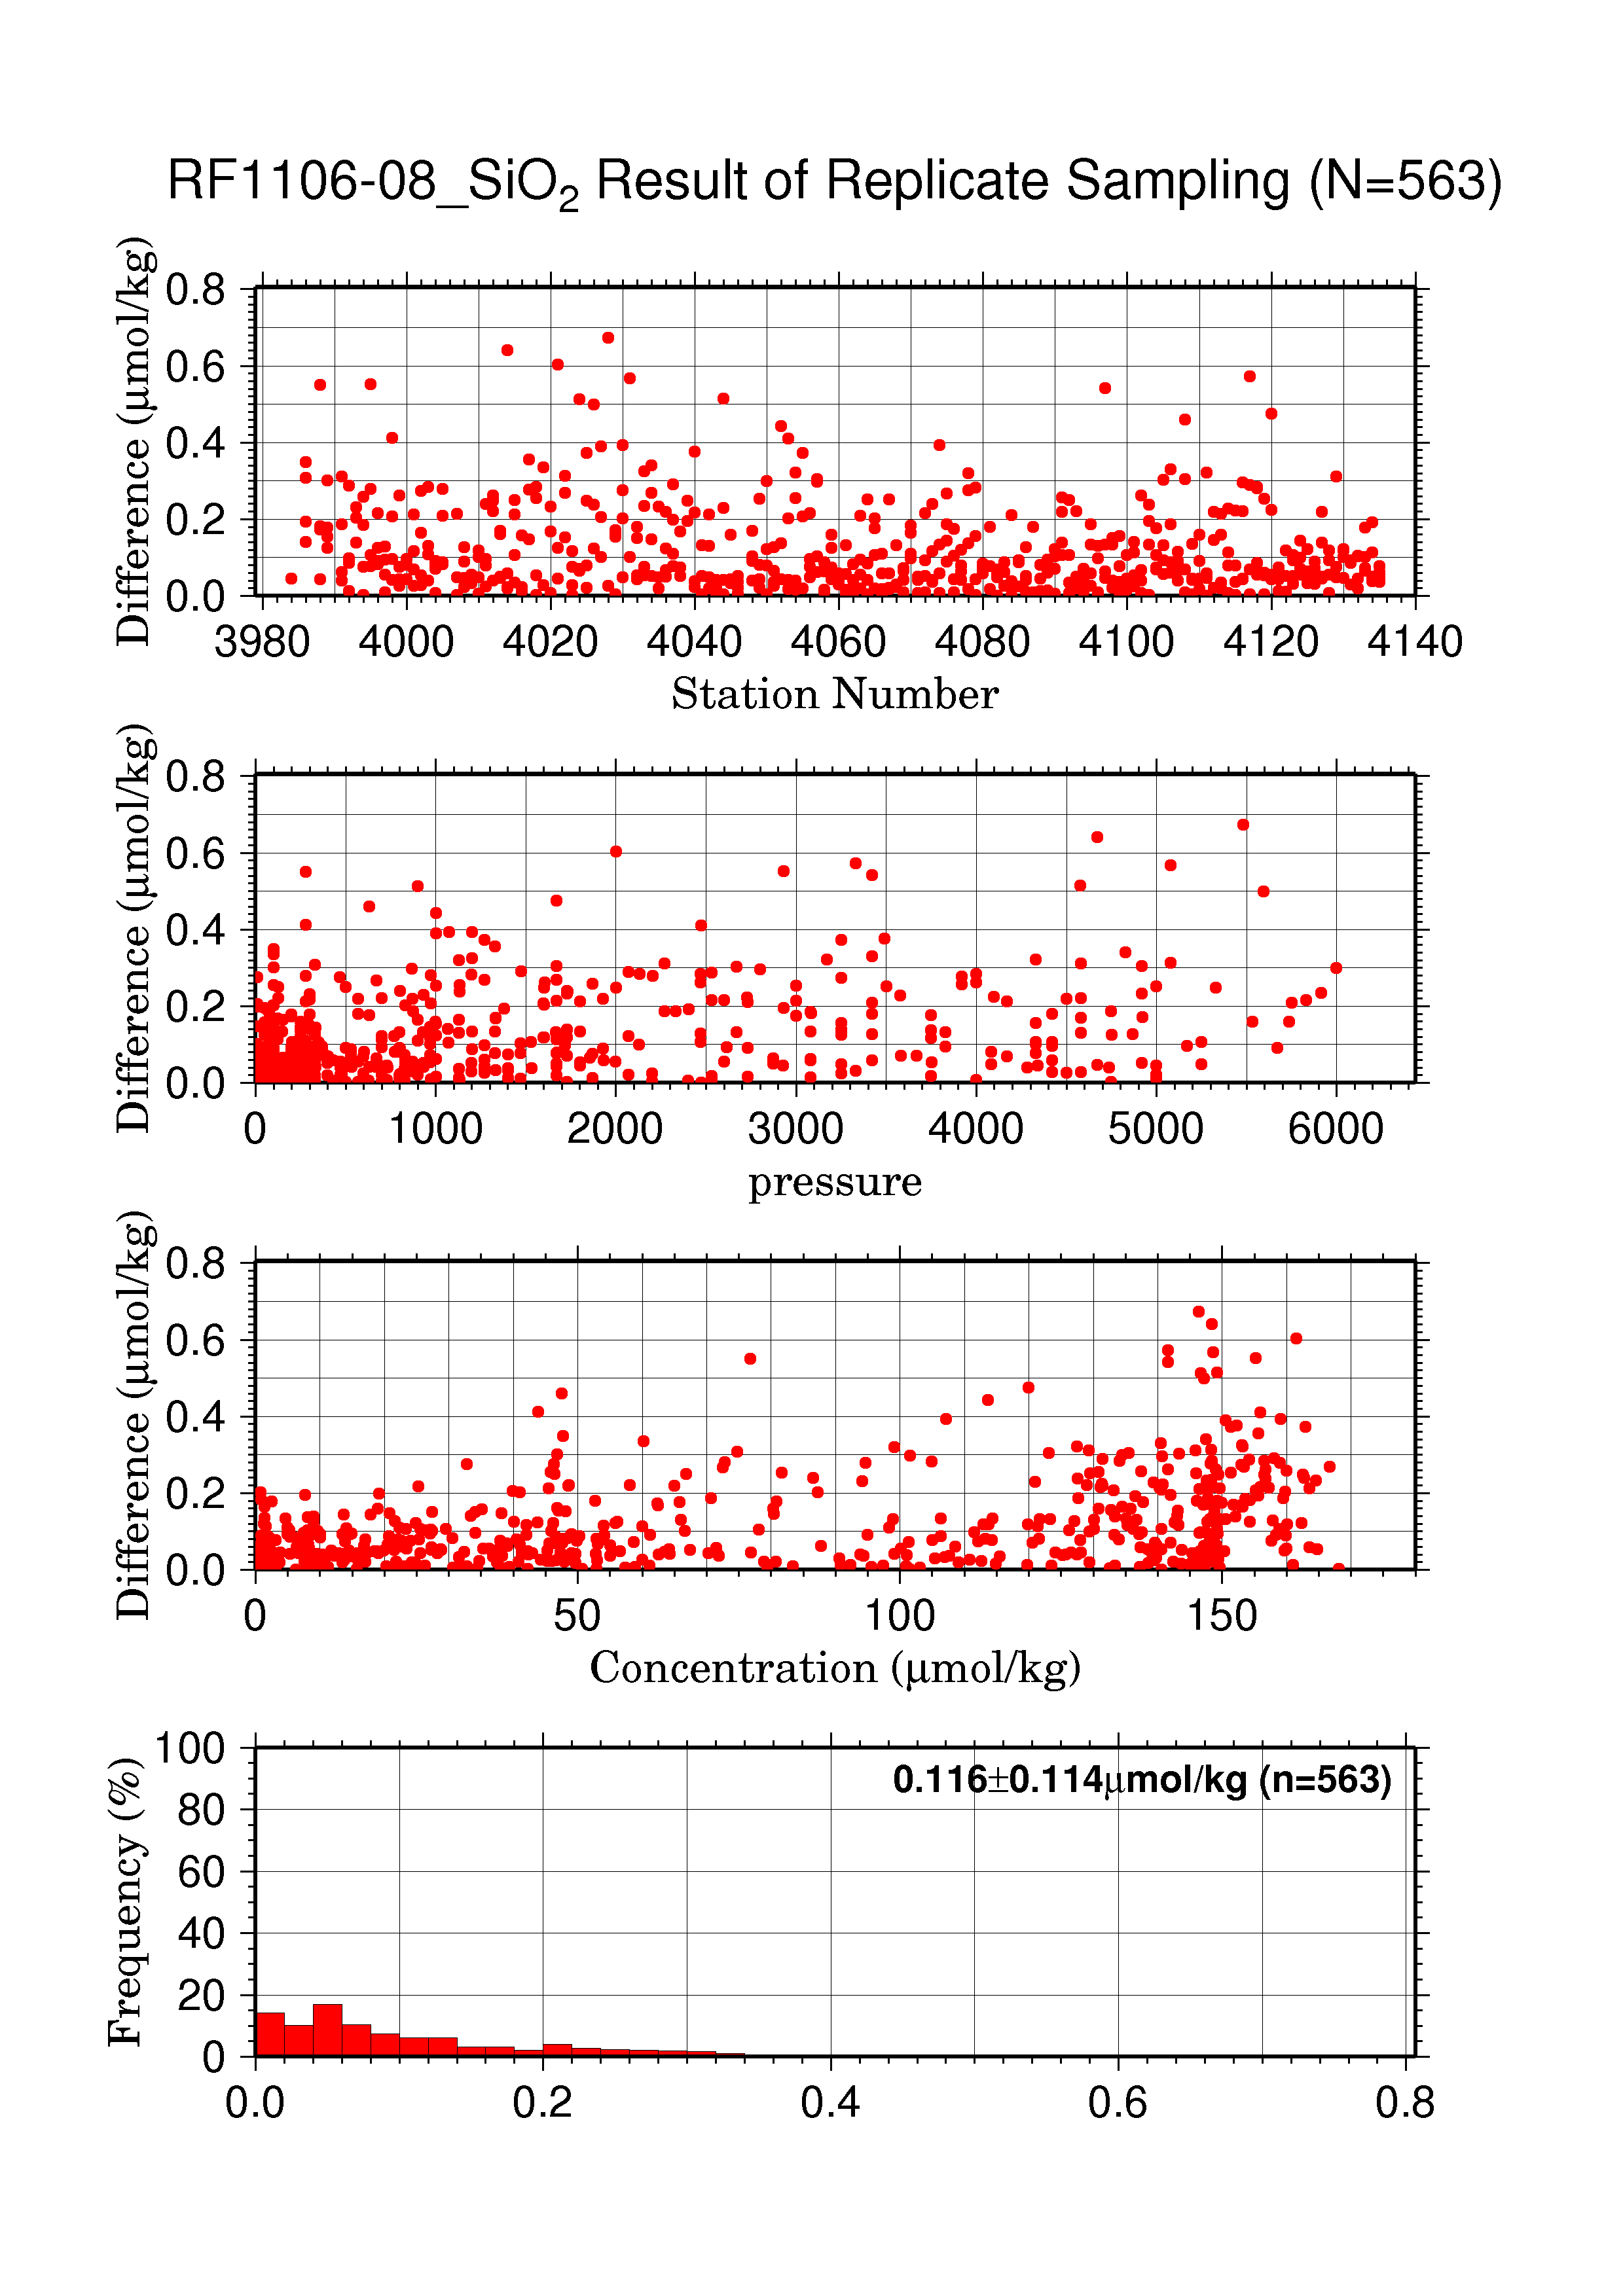 RF1106-08_SiO₂ Result of Replicate Sampling (N=563)
Difference (μmol/kg)
0.8
0.6
0.4
0.2
0.0
3980 4000 4020 4040 4060 4080 4100 4120 4140
Station Number
Difference (μmol/kg)
0.8
0.6
0.4
0.2
0.0
0 1000 2000 3000 4000 5000 6000
pressure
Difference (μmol/kg)
0.8
0.6
0.4
0.2
0.0
0 50 100 150
Concentration (μmol/kg)
Frequency (%)
100
80
60
40
20
0
0.116±0.114μmol/kg (n=563)
0.0 0.2 0.4 0.6 0.8